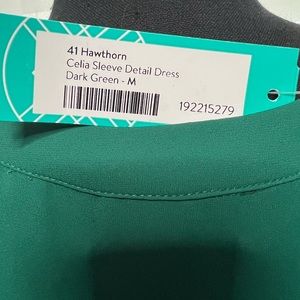 41 Hawthorn
Celia Sleeve Detail Dress
Dark Green - M
192215279